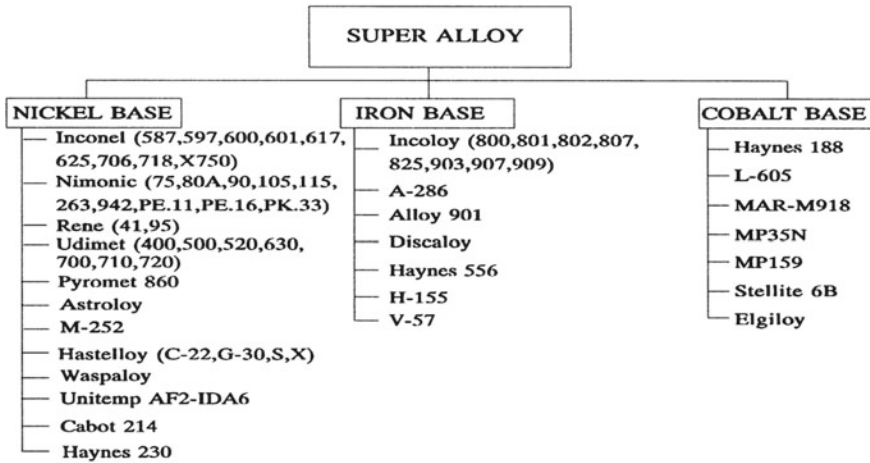 SUPER ALLOY
NICKEL BASE
Inconel (587,597,600,601,617,
625,706,718,X750)
Nimonic (75,80A,90,105,115,
263,942,PE.11,PE.16,PK.33)
Rene (41,95)
Udimet (400,500,520,630,
700,710,720)
Pyromet 860
Astroloy
M-252
Hastelloy (C-22,G-30,S,X)
Waspaloy
Unitemp AF2-IDA6
Cabot 214
Haynes 230
IRON BASE
Incoloy (800,801,802,807,
825,903,907,909)
A-286
Alloy 901
Discaloy
Haynes 556
H-155
V-57
COBALT BASE
Haynes 188
L-605
MAR-M918
MP35N
MP159
Stellite 6B
Elgiloy